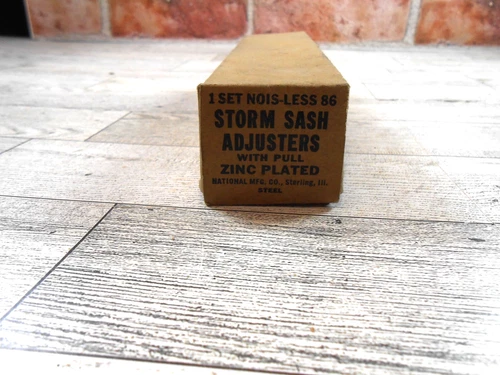 1 SET NOIS-LESS 86
STORM SASH
ADJUSTERS
WITH PULL
ZINC PLATED
NATIONAL MFG. CO., Sterling, Ill.
STEEL